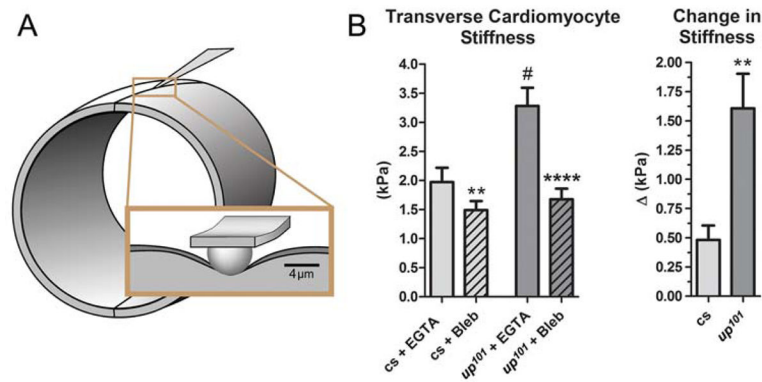 A
4µm
B
Transverse Cardiomyocyte
Stiffness
(kPa)
4.0
3.5
3.0
2.5
2.0
1.5
1.0
0.5
0.0
**
#
****
cs + EGTA
cs + Bleb
up¹⁰¹ + EGTA
up¹⁰¹ + Bleb
Change in
Stiffness
Δ (kPa)
2.00
1.75
1.50
1.25
1.00
0.75
0.50
0.25
0.00
**
cs
up¹⁰¹